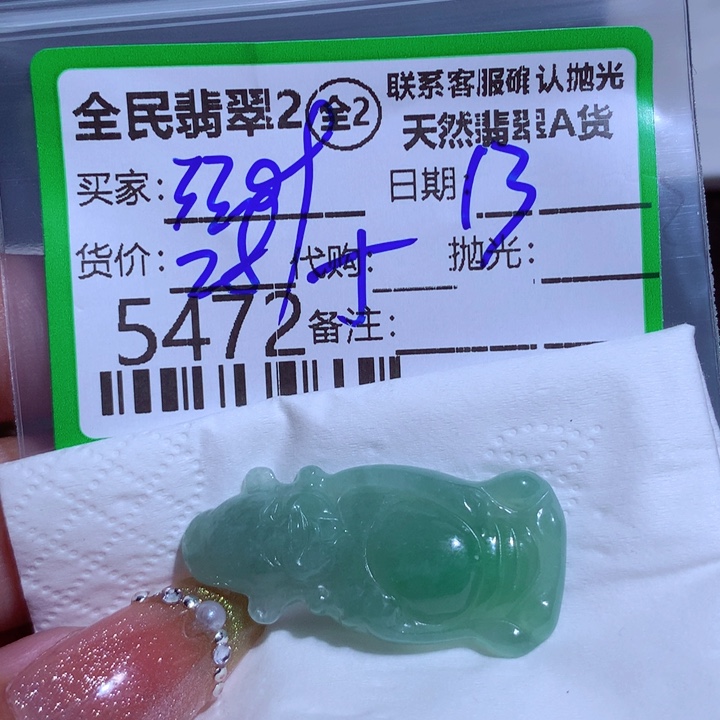 全民翡翠2 全2 联系客服确认抛光
天然翡翠A货
买家: 日期: 13
货价: 28 代购: 抛光:
5472 备注: